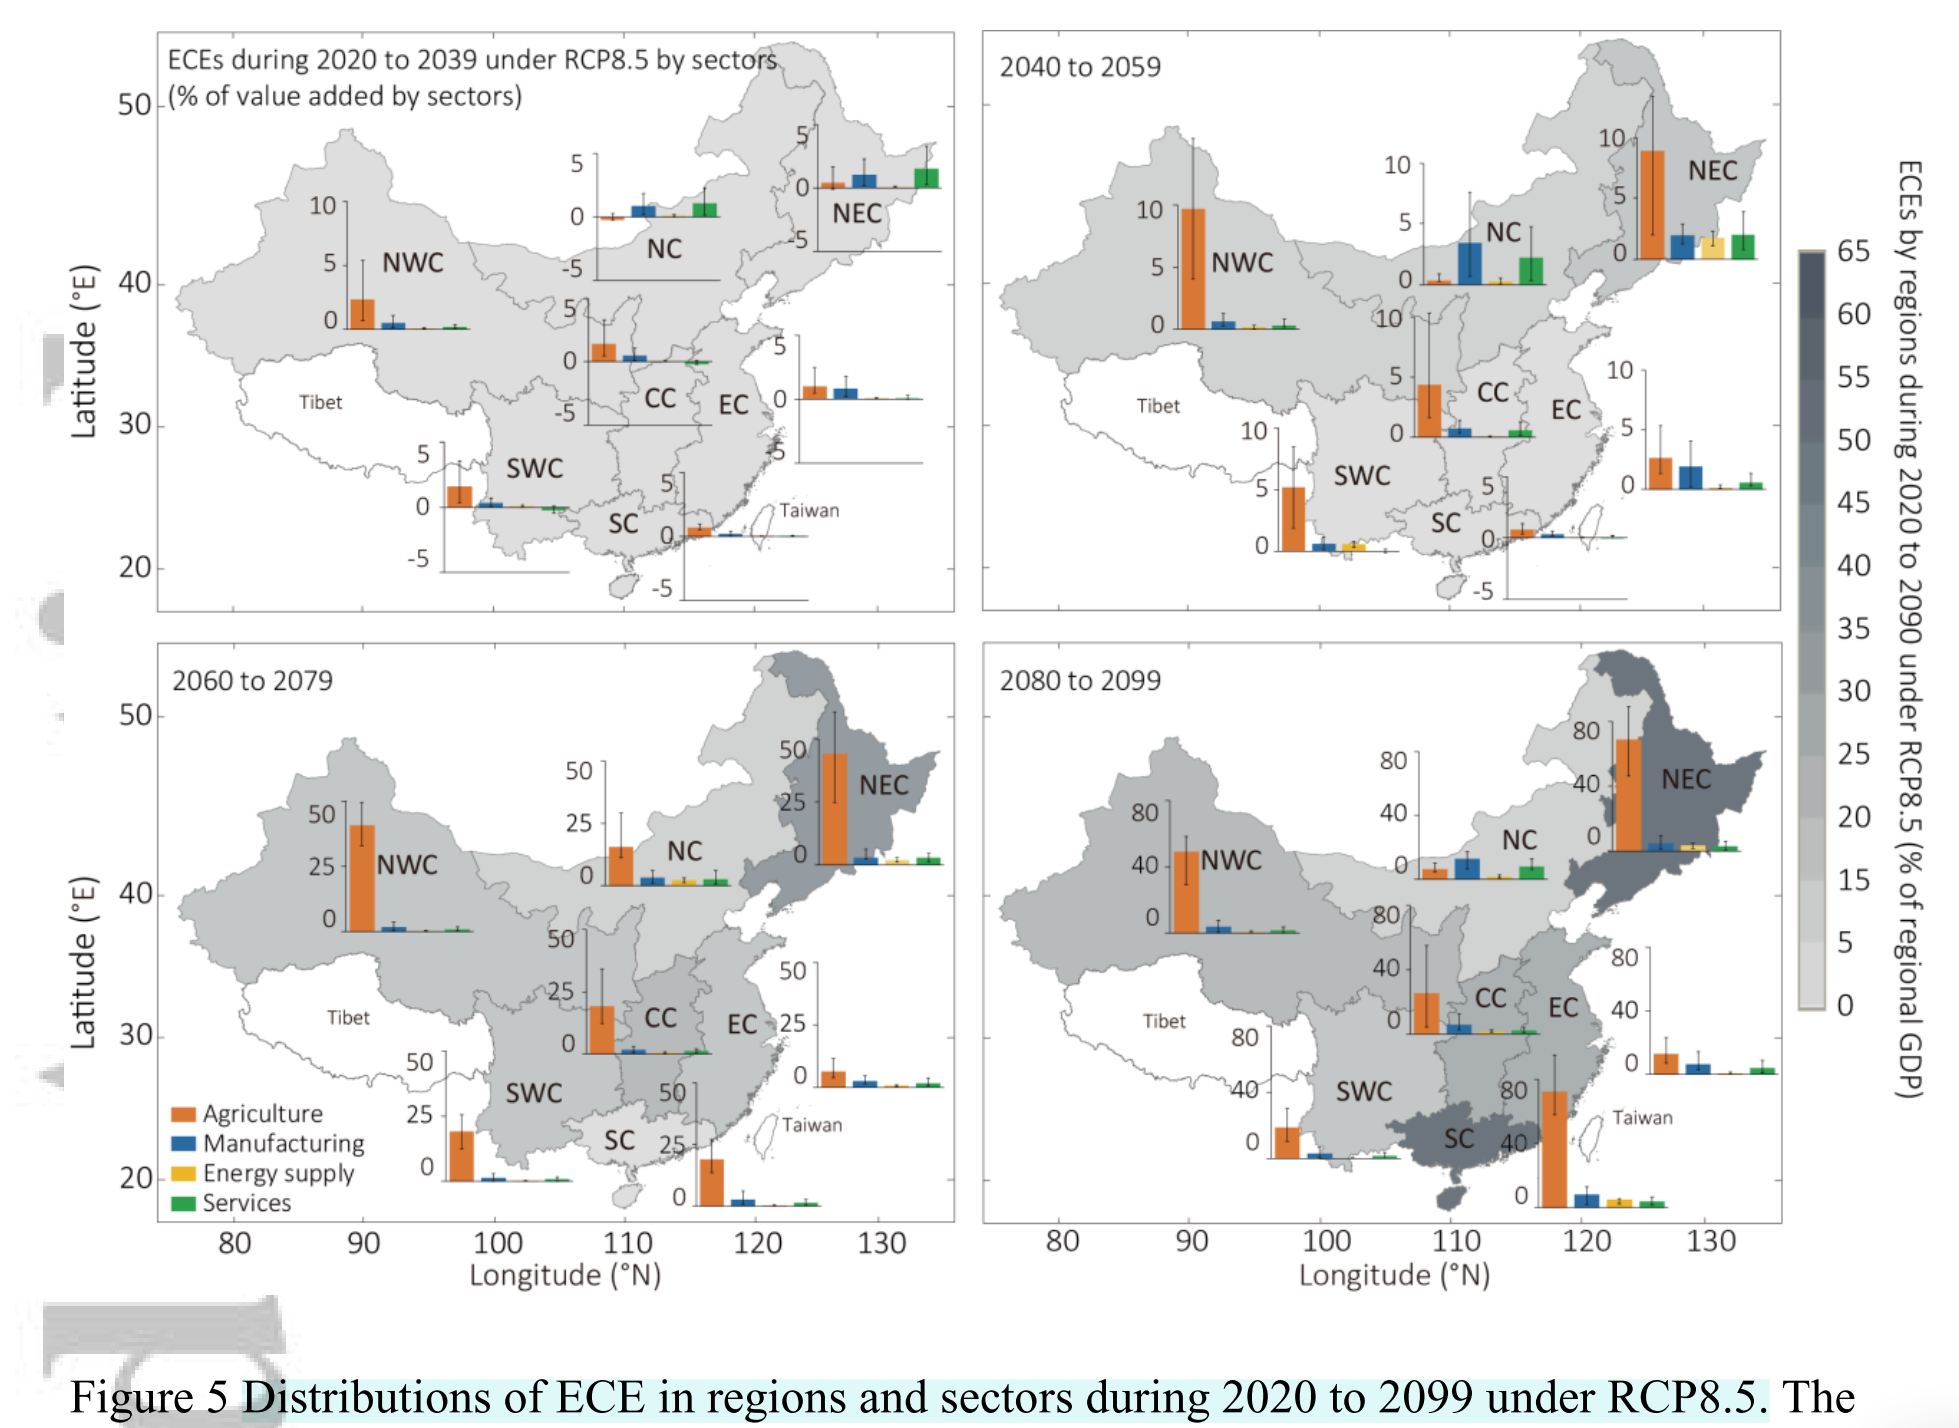 ECEs during 2020 to 2039 under RCP8.5 by sectors
(% of value added by sectors)
50
40
30
20
Latitude (°E)
10
5
0
NWC
5
0
-5
NC
5
0
-5
NEC
5
0
-5
CC
EC
5
0
-5
Tibet
5
0
-5
SWC
SC
5
0
-5
Taiwan
2040 to 2059
10
5
0
NWC
10
5
0
NC
10
5
0
NEC
10
5
0
CC
EC
10
5
0
Tibet
10
5
0
SWC
SC
5
0
-5
2060 to 2079
50
40
30
20
Latitude (°E)
50
25
0
NWC
50
25
0
NC
50
25
0
NEC
50
25
0
CC
EC
50
25
0
Tibet
50
25
0
SWC
SC
50
25
0
Taiwan
Agriculture
Manufacturing
Energy supply
Services
80
90
100
110
120
130
Longitude (°N)
2080 to 2099
80
40
0
NWC
80
40
0
NC
80
40
0
NEC
80
40
0
CC
EC
80
40
0
Tibet
80
40
0
SWC
SC
80
40
0
Taiwan
80
90
100
110
120
130
Longitude (°N)
65
60
55
50
45
40
35
30
25
20
15
5
0
ECEs by regions during 2020 to 2090 under RCP8.5 (% of regional GDP)
Figure 5 Distributions of ECE in regions and sectors during 2020 to 2099 under RCP8.5. The